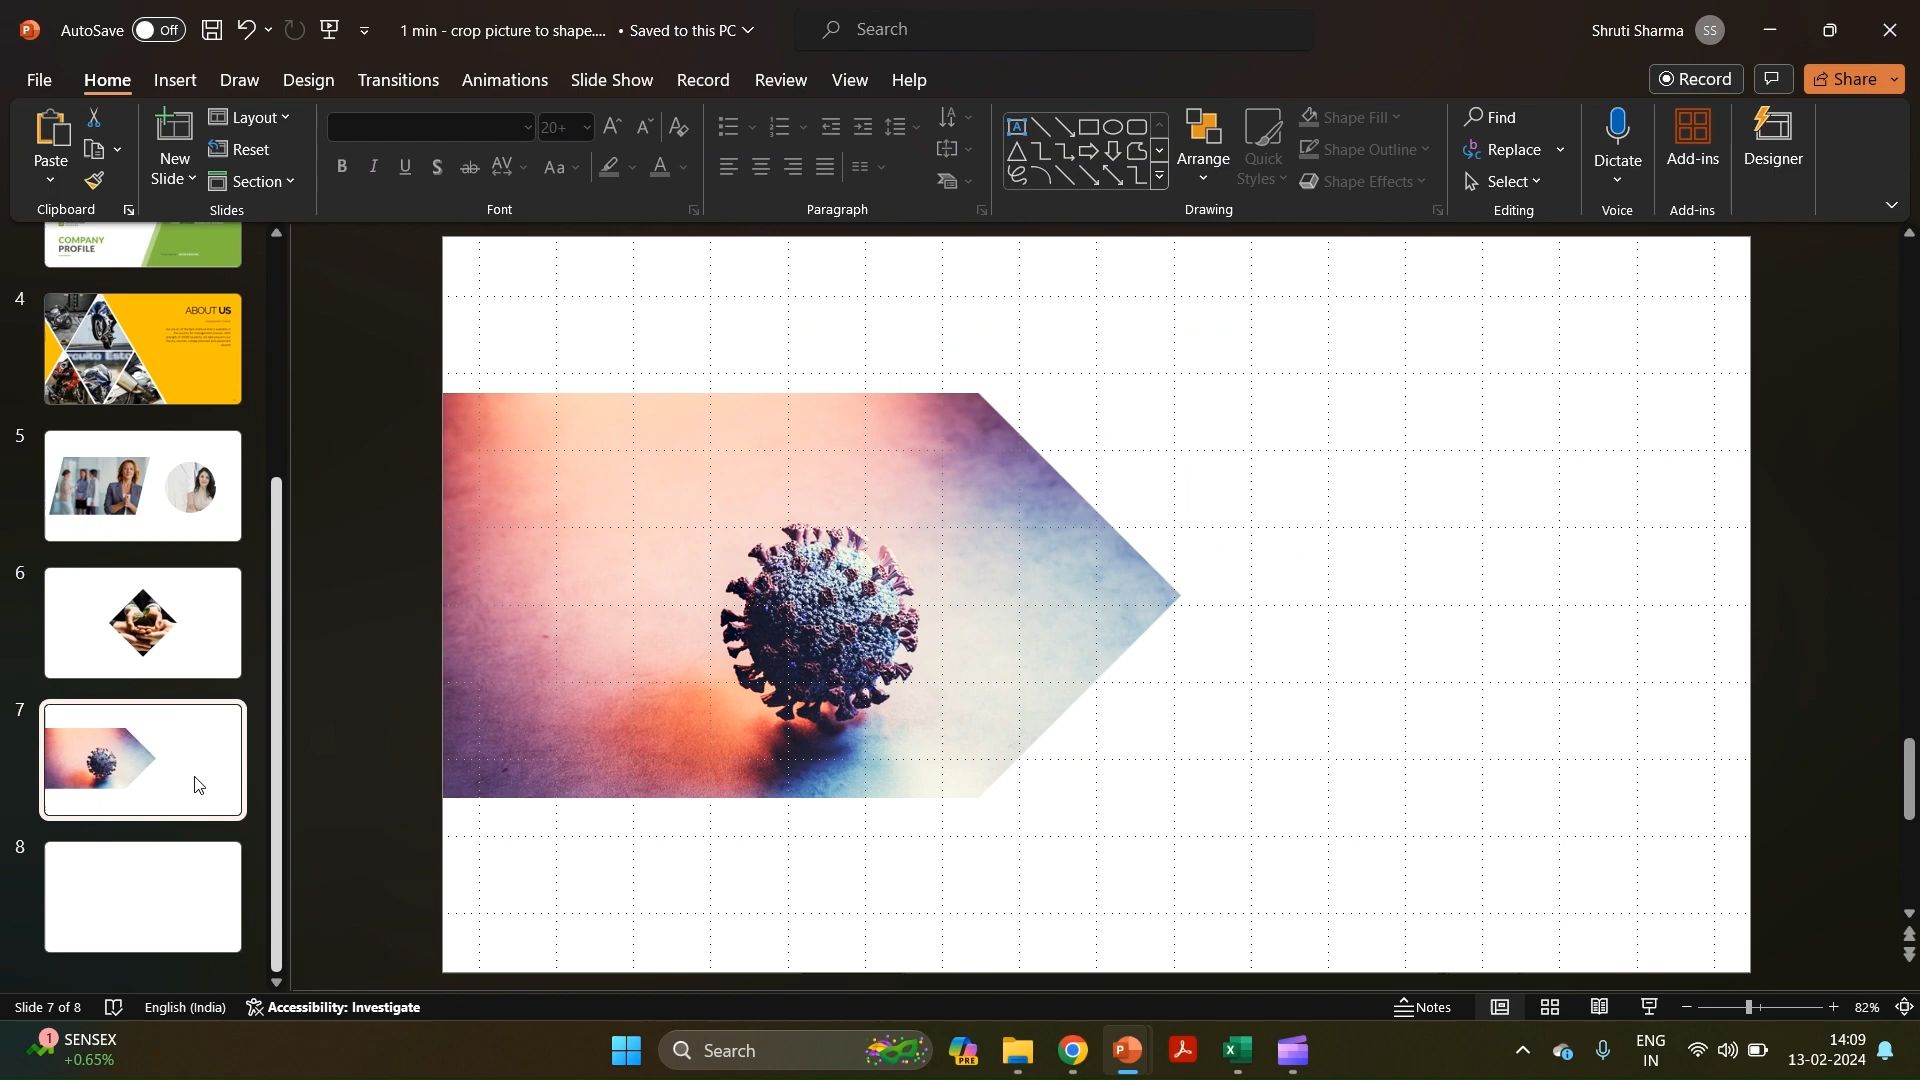 AutoSave Off 1 min - crop picture to shape.... • Saved to this PC Search Shruti Sharma SS
File Home Insert Draw Design Transitions Animations Slide Show Record Review View Help Record Share
Paste
New Slide
Layout
Reset
Section
20+
Arrange
Quick Styles
Shape Fill
Shape Outline
Shape Effects
Find
Replace
Select
Dictate
Add-ins
Designer
Clipboard Slides Font Paragraph Drawing Editing Voice Add-ins
COMPANY
PROFILE
4
ABOUT US
5
6
7
8
Slide 7 of 8 English (India) Accessibility: Investigate Notes 82%
1 SENSEX
+0.65%
Search
PRE
ENG
IN
14:09
13-02-2024